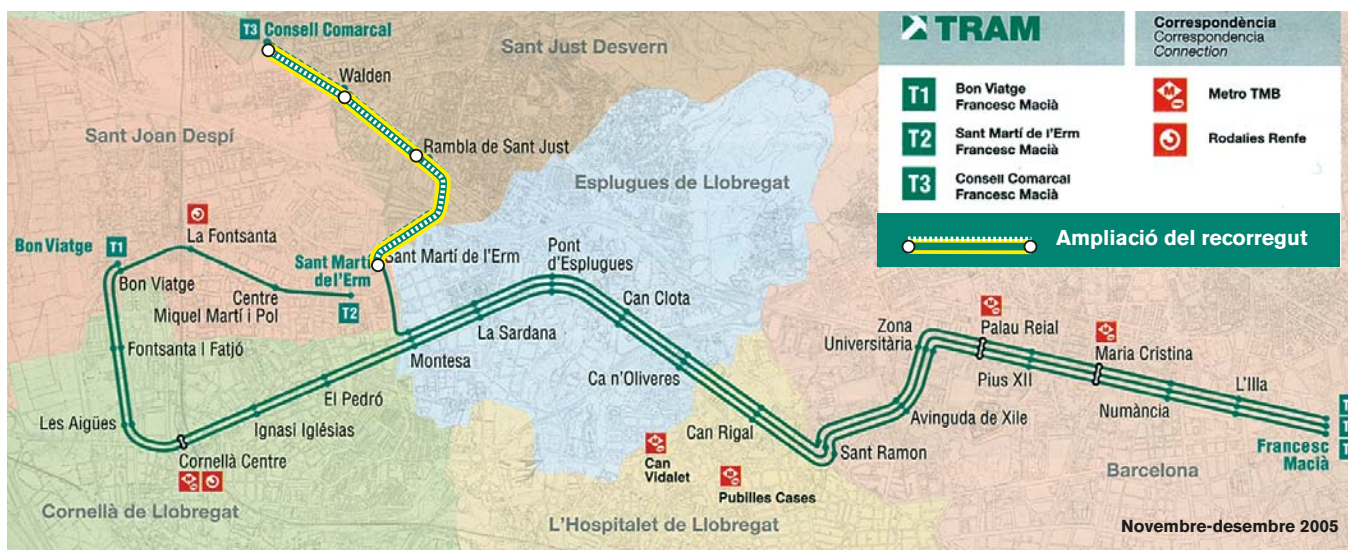 T3 Consell Comarcal
Walden
Sant Just Desvern
Sant Joan Despí
Rambla de Sant Just
Esplugues de Llobregat
TRAM
Correspondència
Correspondencia
Connection
T1
Bon Viatge
Francesc Macià
T2
Sant Martí de l'Erm
Francesc Macià
T3
Consell Comarcal
Francesc Macià
M
Metro TMB
Rodalies Renfe
Ampliació del recorregut
La Fontsanta
Bon Viatge T1
Sant Martí
de l'Erm
T2
Sant Martí de l'Erm
Pont
d'Esplugues
Bon Viatge
Centre
Miquel Martí i Pol
Can Clota
La Sardana
Fontsanta I Fatjó
Montesa
Zona
Universitària
M
Palau Reial
M
Maria Cristina
Pius XII
L'Illa
El Pedró
Ca n'Oliveres
Numància
Les Aigües
Ignasi Iglésias
Avinguda de Xile
Can Rigal
Sant Ramon
Francesc
Macià
Cornellà Centre
M
M
Can
Vidalet
M
Pubilles Cases
Barcelona
Cornellà de Llobregat
L'Hospitalet de Llobregat
Novembre-desembre 2005